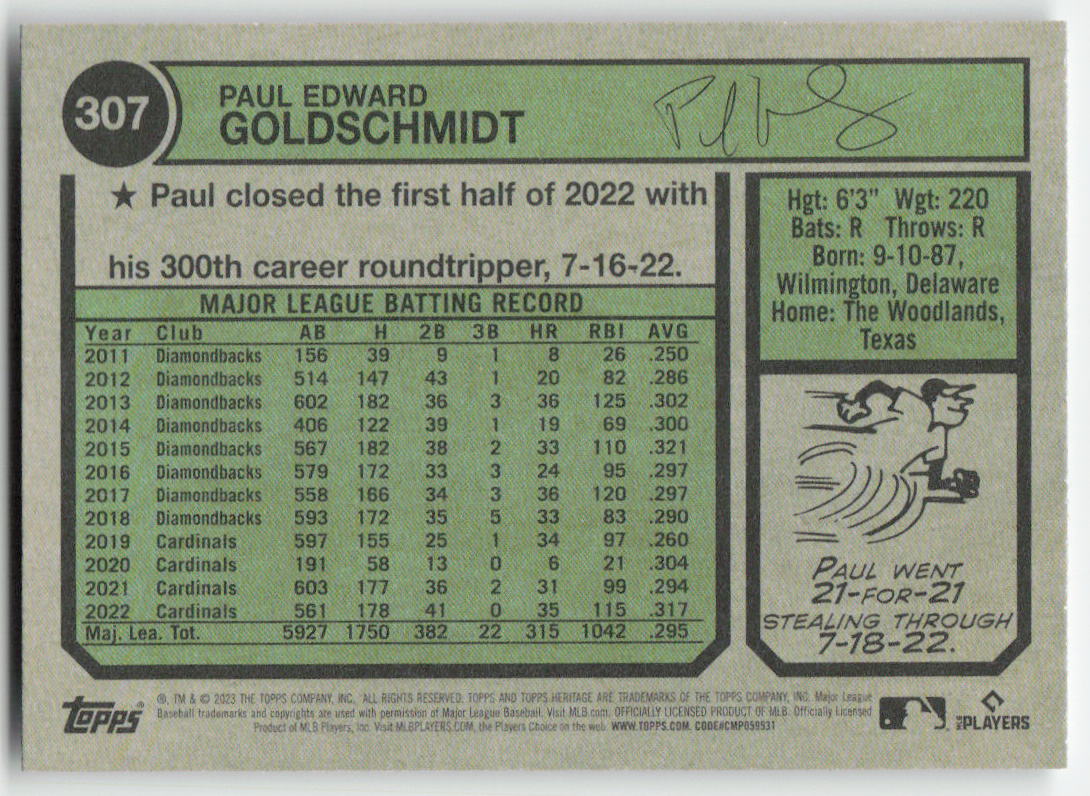 307
PAUL EDWARD
GOLDSCHMIDT
★ Paul closed the first half of 2022 with
his 300th career roundtripper, 7-16-22.
MAJOR LEAGUE BATTING RECORD
Year Club AB H 2B 3B HR RBI AVG
2011 Diamondbacks 156 39 9 1 8 26 .250
2012 Diamondbacks 514 147 43 1 20 82 .286
2013 Diamondbacks 602 182 36 3 36 125 .302
2014 Diamondbacks 406 122 39 1 19 69 .300
2015 Diamondbacks 567 182 38 2 33 110 .321
2016 Diamondbacks 579 172 33 3 24 95 .297
2017 Diamondbacks 558 166 34 3 36 120 .297
2018 Diamondbacks 593 172 35 5 33 83 .290
2019 Cardinals 597 155 25 1 34 97 .260
2020 Cardinals 191 58 13 0 6 21 .304
2021 Cardinals 603 177 36 2 31 99 .294
2022 Cardinals 561 178 41 0 35 115 .317
Maj. Lea. Tot. 5927 1750 382 22 315 1042 .295
Hgt: 6'3" Wgt: 220
Bats: R Throws: R
Born: 9-10-87,
Wilmington, Delaware
Home: The Woodlands,
Texas
PAUL WENT
21-FOR-21
STEALING THROUGH
7-18-22.
topps®
®, TM & © 2023 THE TOPPS COMPANY, INC. ALL RIGHTS RESERVED. TOPPS AND TOPPS HERITAGE ARE TRADEMARKS OF THE TOPPS COMPANY, INC. Major League
Baseball trademarks and copyrights are used with permission of Major League Baseball. Visit MLB.com. OFFICIALLY LICENSED PRODUCT OF MLB. Officially Licensed
Product of MLB Players, Inc. Visit MLBPLAYERS.COM, the Players Choice on the web. WWW.TOPPS.COM. CODE#CMP059531
MLB PLAYERS